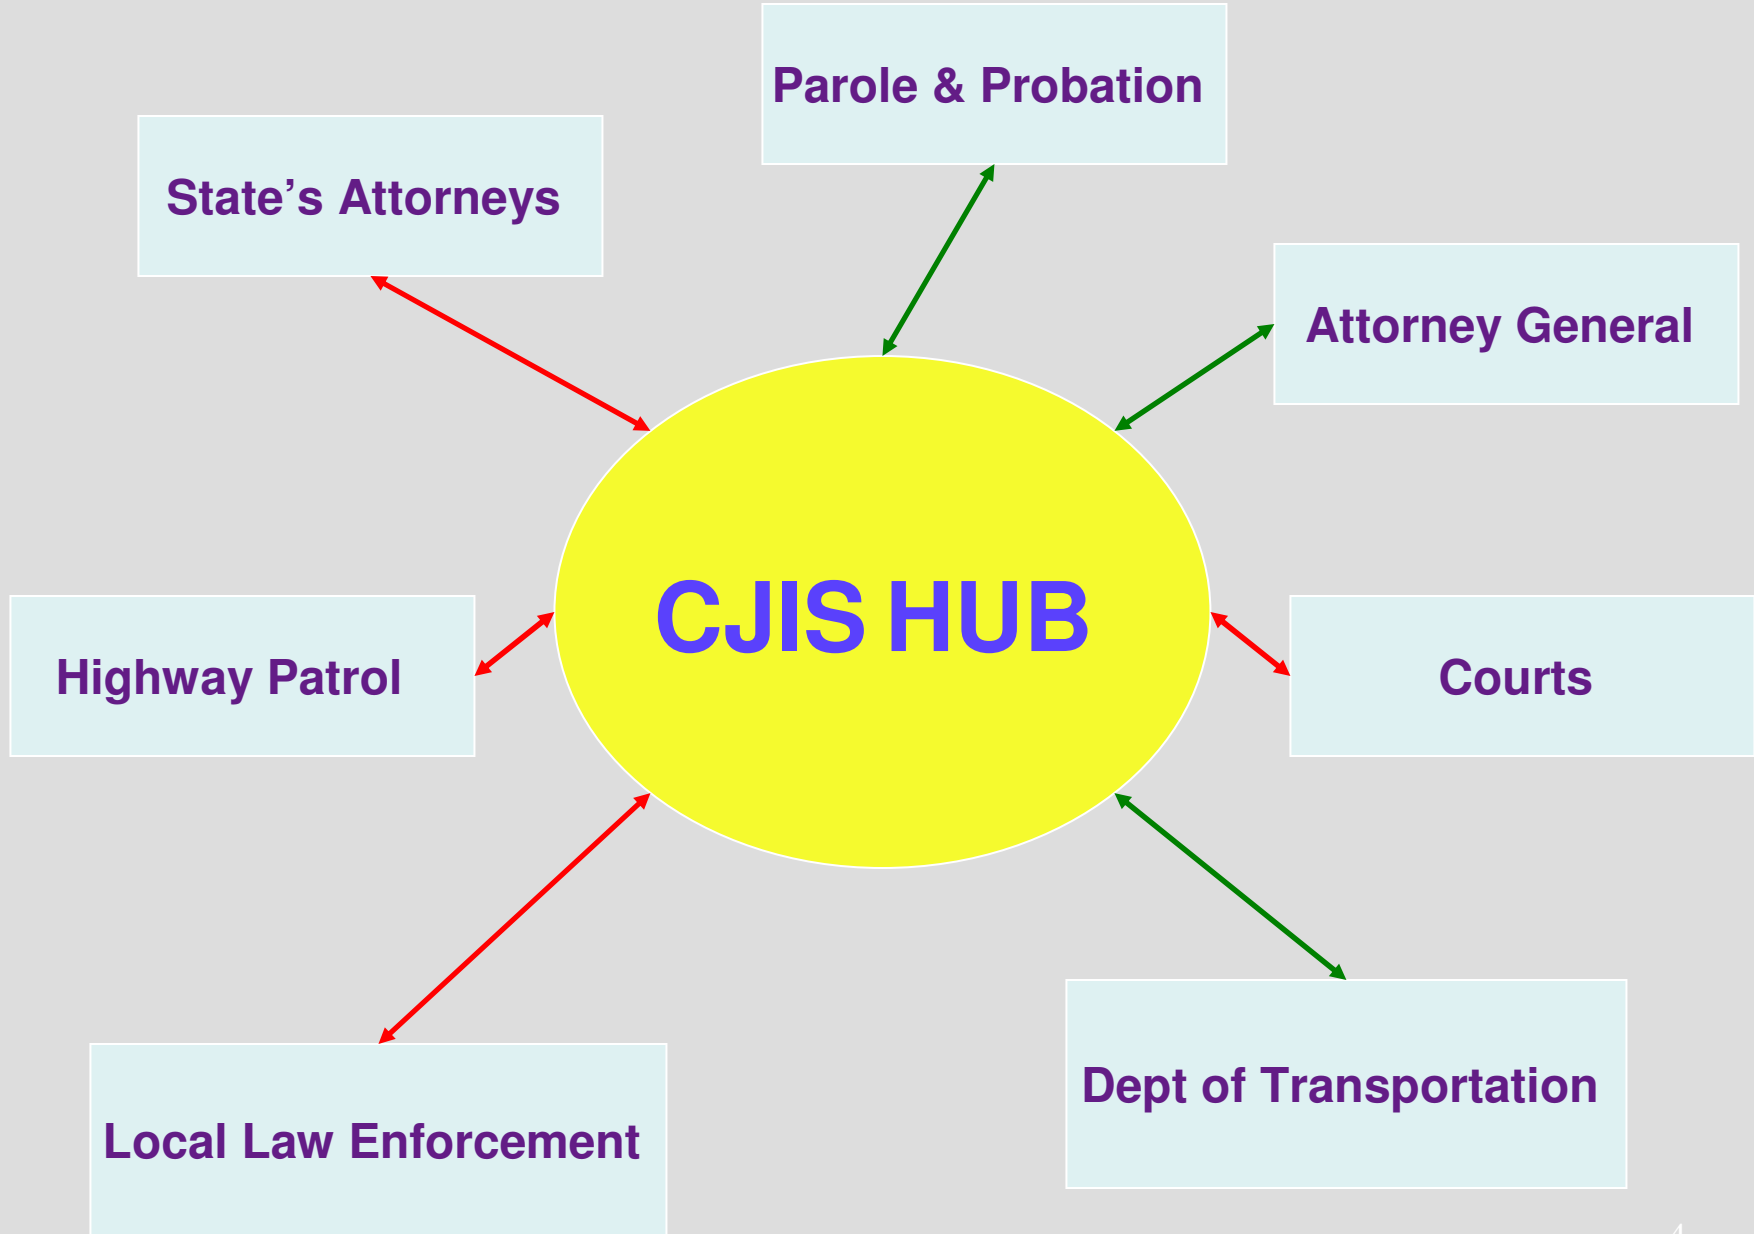 Parole & Probation
State’s Attorneys
Attorney General
CJIS HUB
Highway Patrol
Courts
Dept of Transportation
Local Law Enforcement